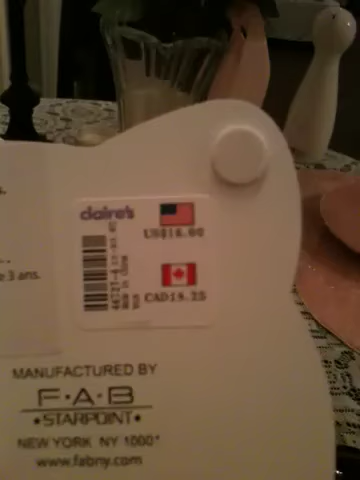 claire's
US$16.00
e 3 ans.
CAD18.25
MANUFACTURED BY
F•A•B
★STARPOINT★
NEW YORK NY
www.fabny.com